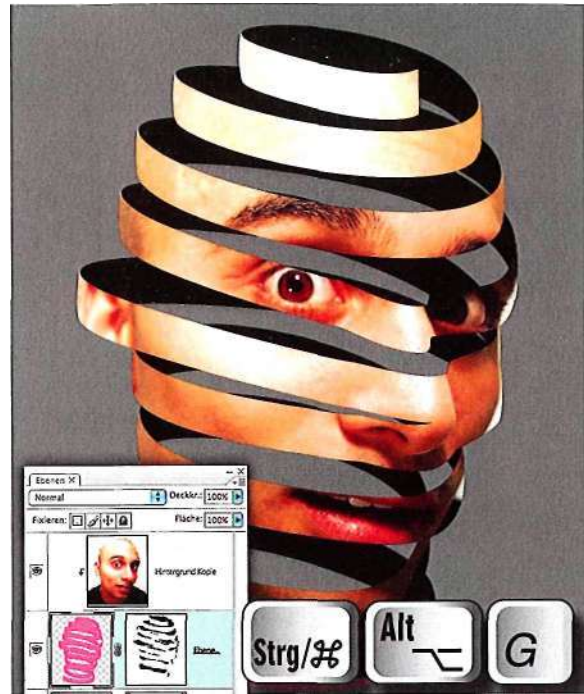 Ebenen X
Normal Deckkr.: 100%
Fixieren: Fläche: 100%
Hintergrund Kopie
Ebene...
Strg/⌘ Alt ⌥ G